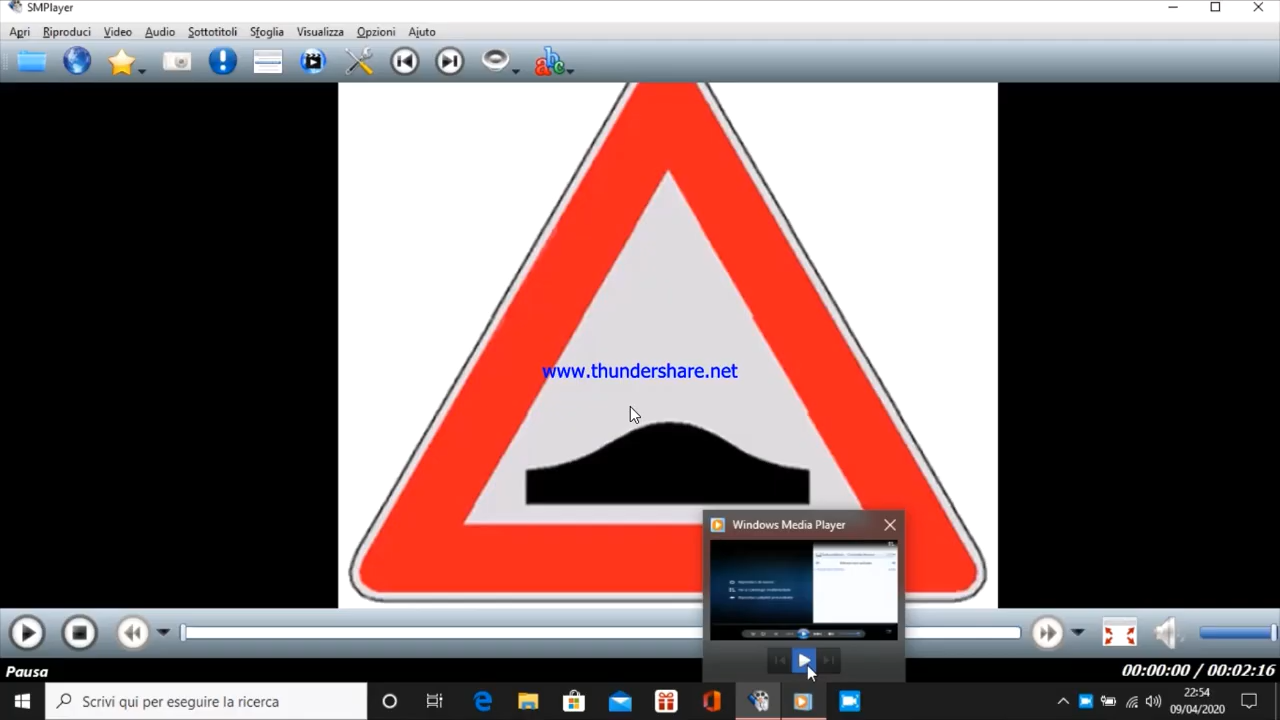 SMPlayer
Apri Riproduci Video Audio Sottotitoli Sfoglia Visualizza Opzioni Aiuto
abc
www.thundershare.net
Windows Media Player
Pausa
00:00:00 / 00:02:16
Scrivi qui per eseguire la ricerca
22:54
09/04/2020